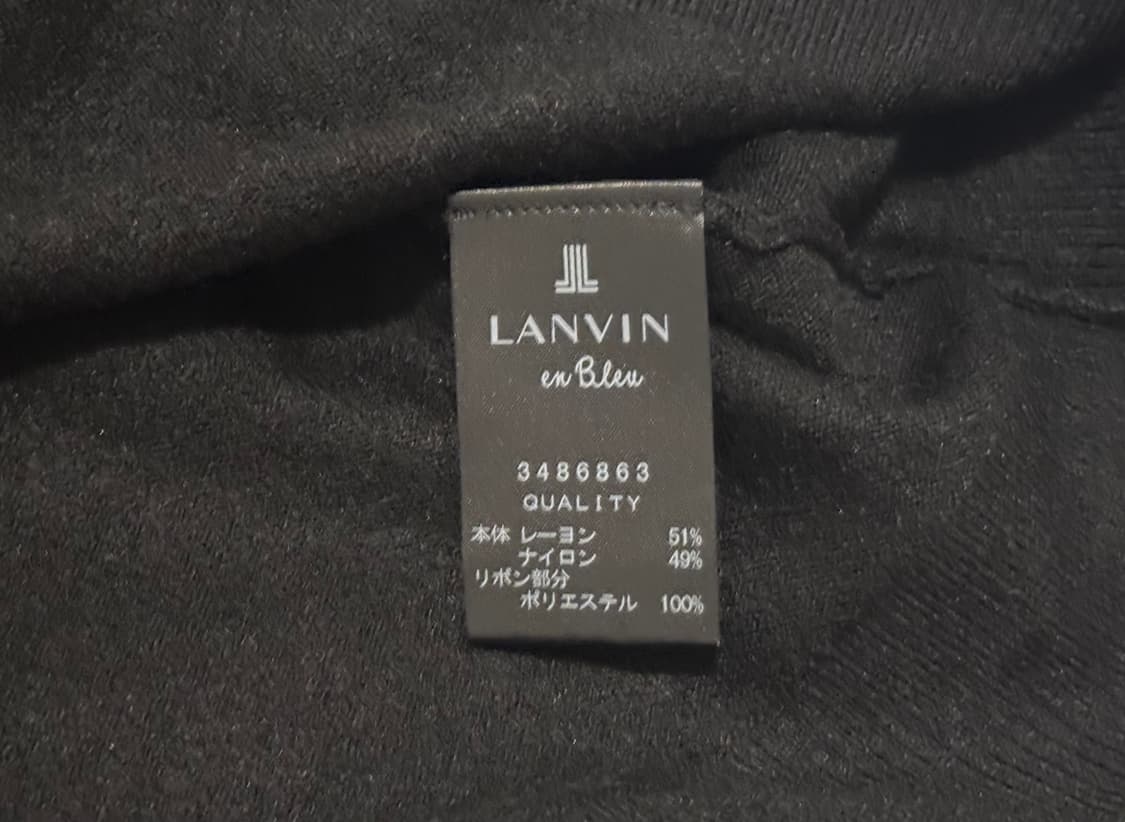 LANVIN
en Bleu
3486863
QUALITY
本体 レーヨン 51%
ナイロン 49%
リボン部分
ポリエステル 100%